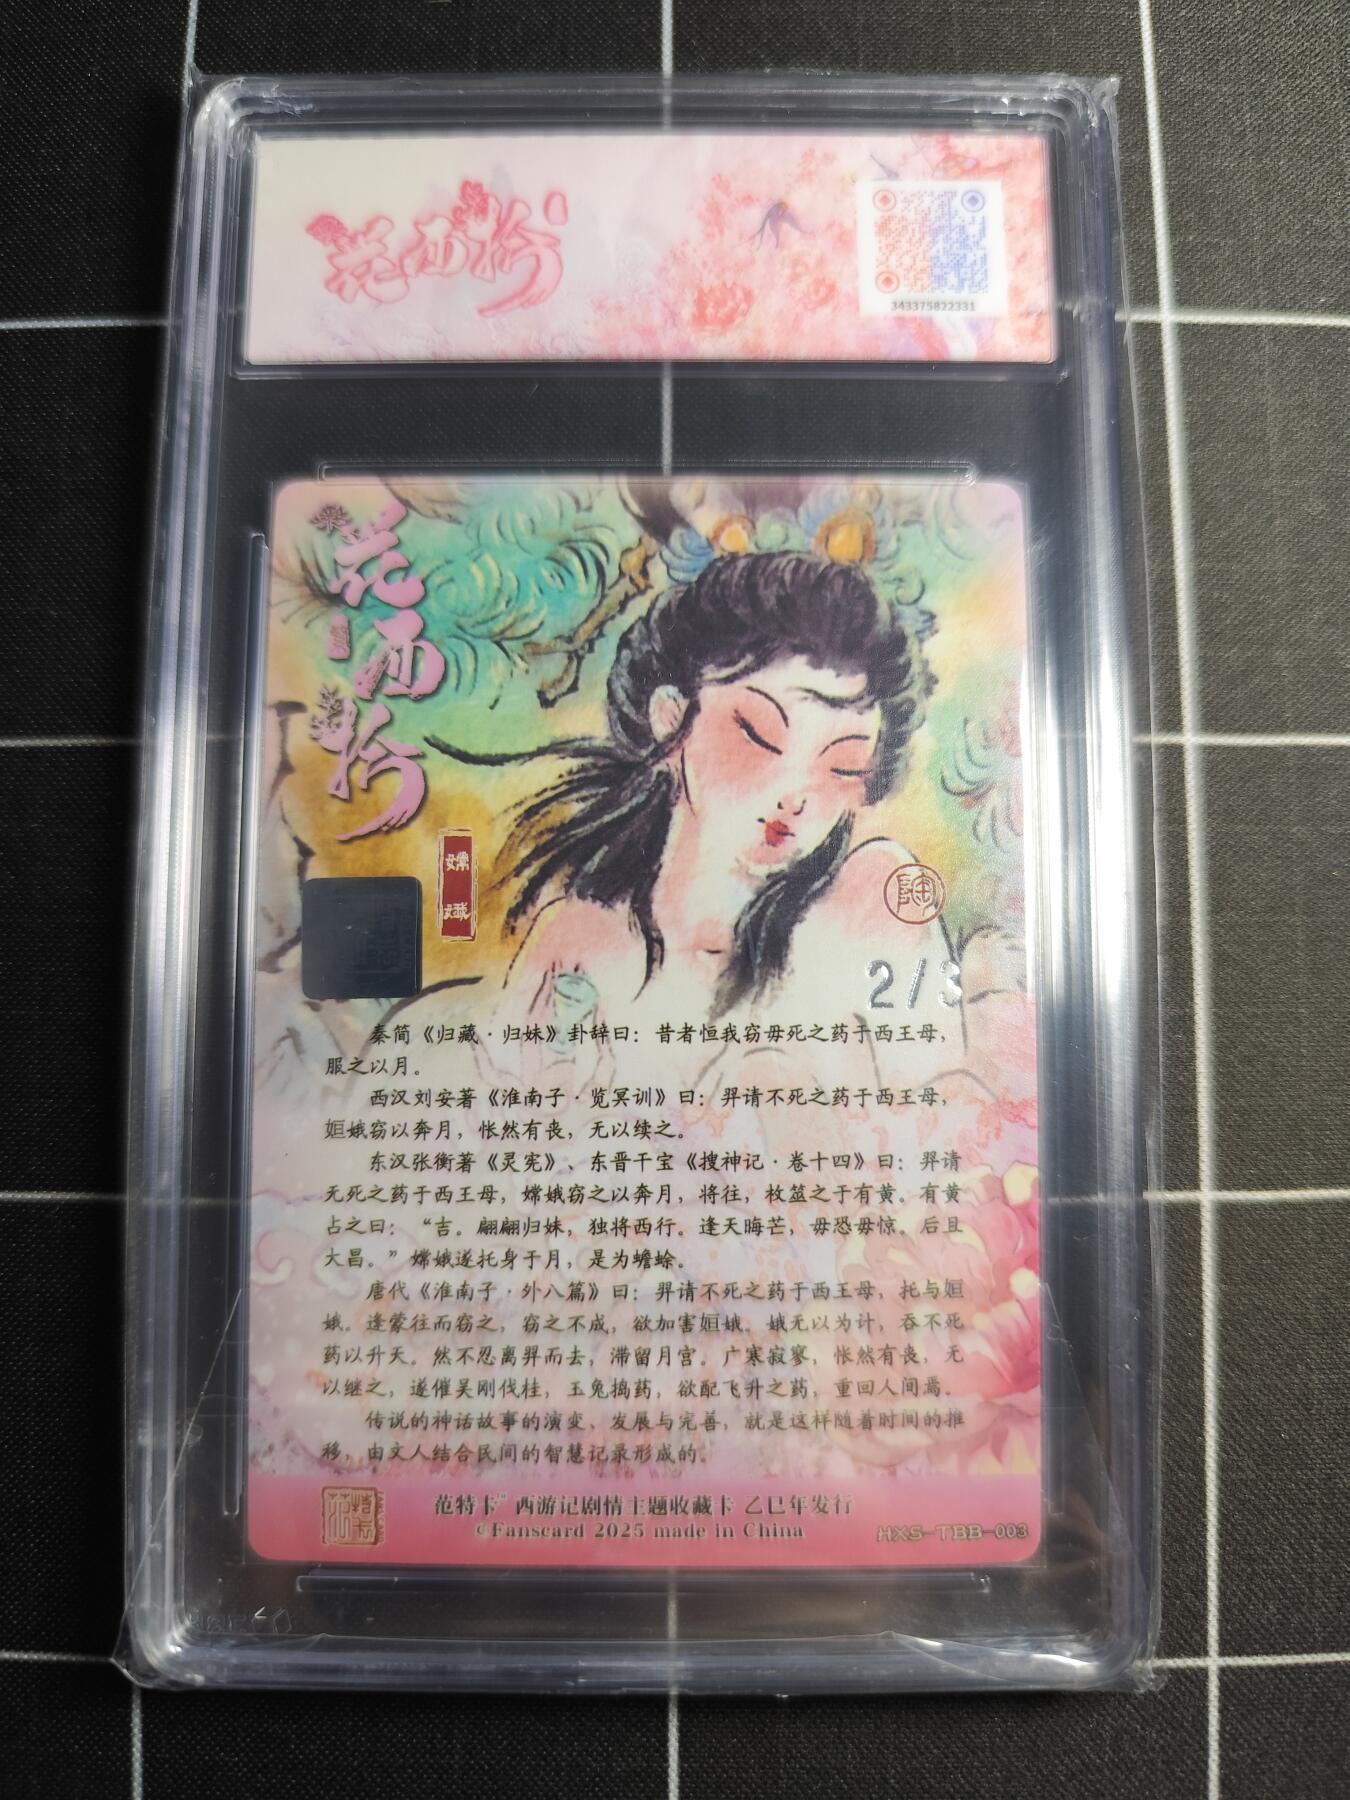 花西拾
343375822331
花西拾
嫦娥
陶
2/3
秦简《归藏·归妹》卦辞曰：昔者恒我窃毋死之药于西王母，
服之以月。
西汉刘安著《淮南子·览冥训》曰：羿请不死之药于西王母，
姮娥窃以奔月，怅然有丧，无以续之。
东汉张衡著《灵宪》、东晋干宝《搜神记·卷十四》曰：羿请
无死之药于西王母，嫦娥窃之以奔月，将往，枚筮之于有黄。有黄
占之曰：“吉。翩翩归妹，独将西行。逢天晦芒，毋恐毋惊。后且
大昌。”嫦娥遂托身于月，是为蟾蜍。
唐代《淮南子·外八篇》曰：羿请不死之药于西王母，托与姮
娥。逢蒙往而窃之，窃之不成，欲加害姮娥。娥无以为计，吞不死
药以升天。然不忍离羿而去，滞留月宫。广寒寂寥，怅然有丧，无
以继之，遂催吴刚伐桂，玉兔捣药，欲配飞升之药，重回人间焉。
传说的神话故事的演变、发展与完善，就是这样随着时间的推
移，由文人结合民间的智慧记录形成的。
范特卡™ 西游记剧情主题收藏卡 乙巳年发行
©Fanscard 2025 made in China
HXS-TBB-003